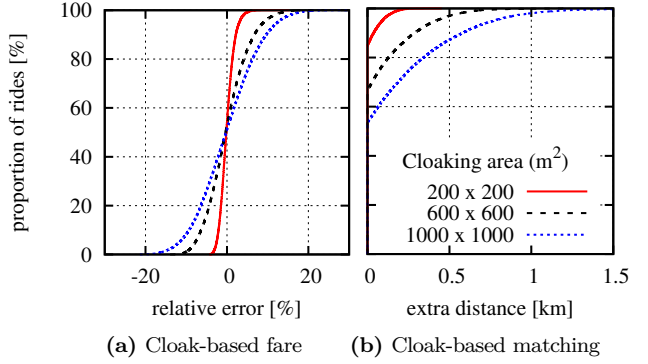 proportion of rides [%]
100
80
60
40
20
0
-20 0 20
relative error [%]
(a) Cloak-based fare
Cloaking area (m²)
200 x 200
600 x 600
1000 x 1000
0 0.5 1 1.5
extra distance [km]
(b) Cloak-based matching